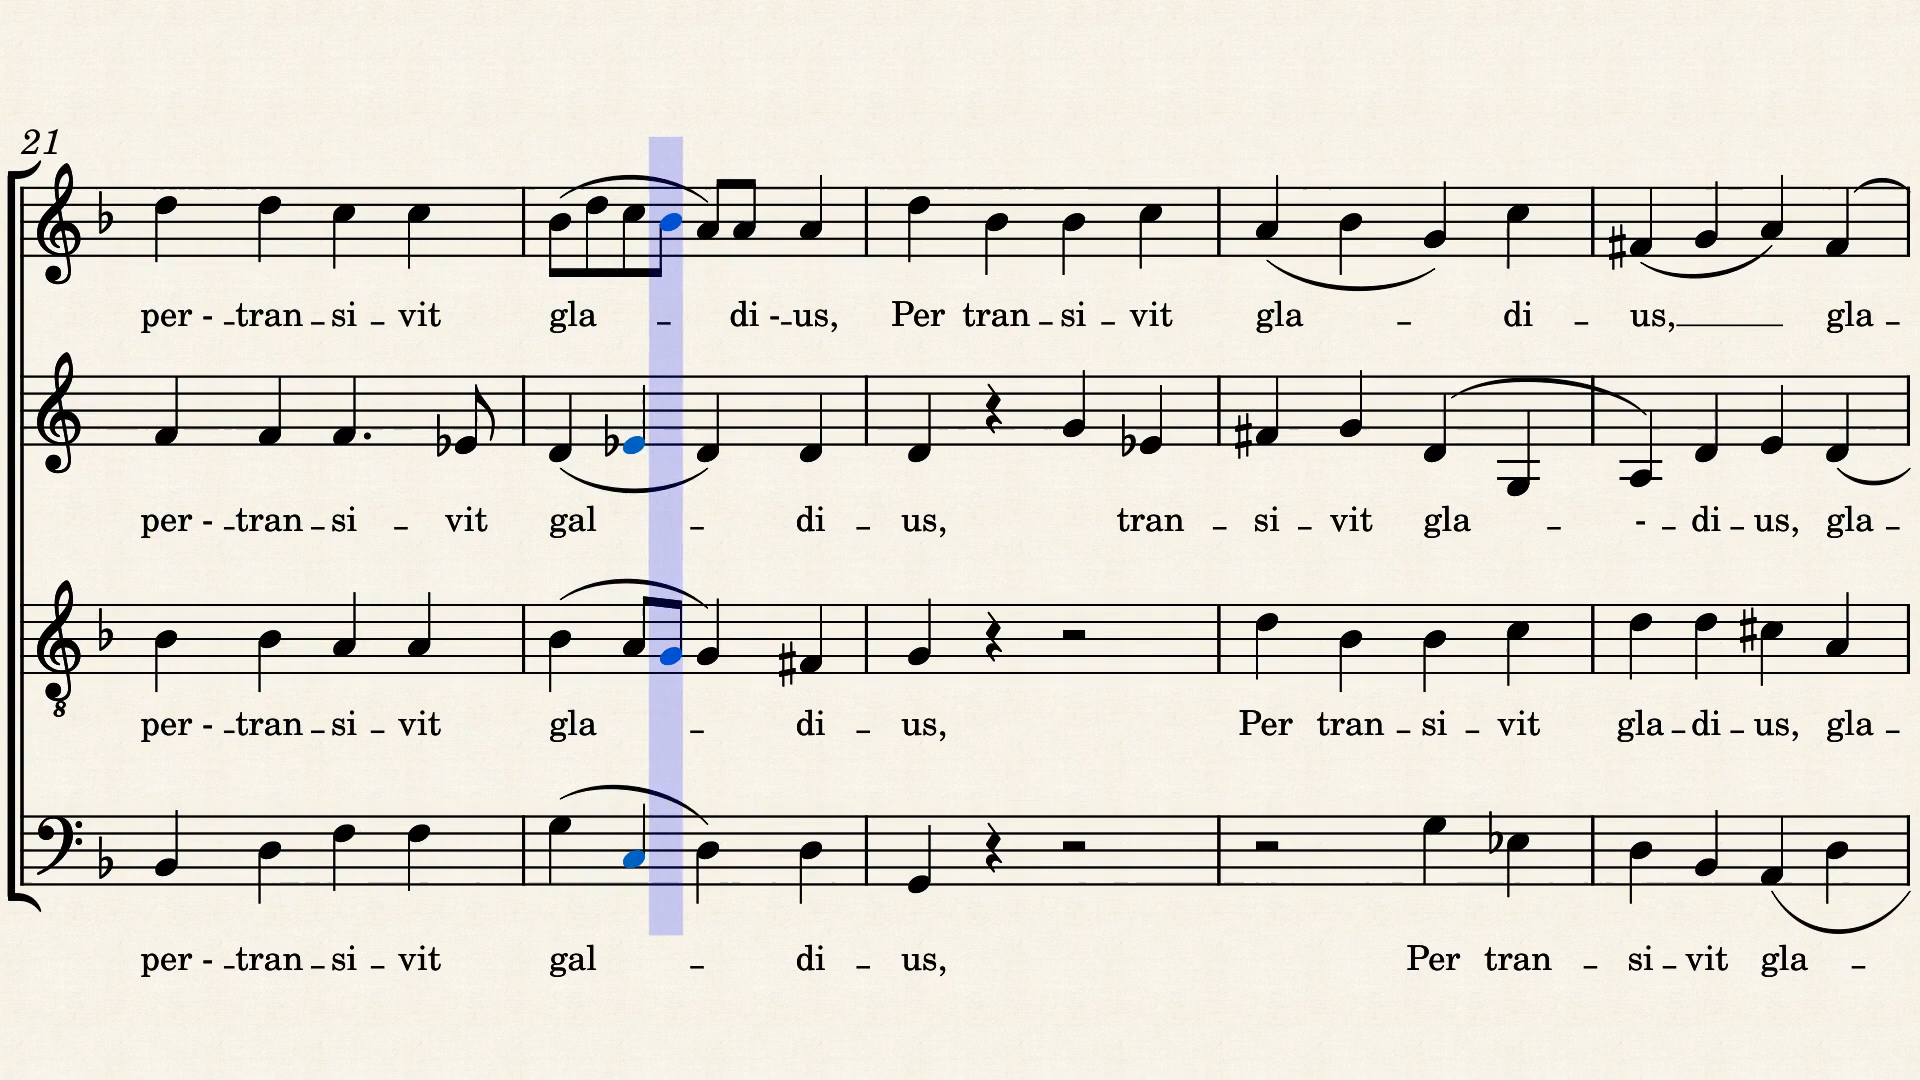 21
per - -tran-si - vit gla - di --us, Per tran-si - vit gla - di - us, gla-
per - -tran-si - vit gal - di - us, tran - si - vit gla - - - di-us, gla-
8
per - -tran-si - vit gla - di - us, Per tran-si - vit gla-di-us, gla-
per - -tran-si - vit gal - di - us, Per tran - si-vit gla -